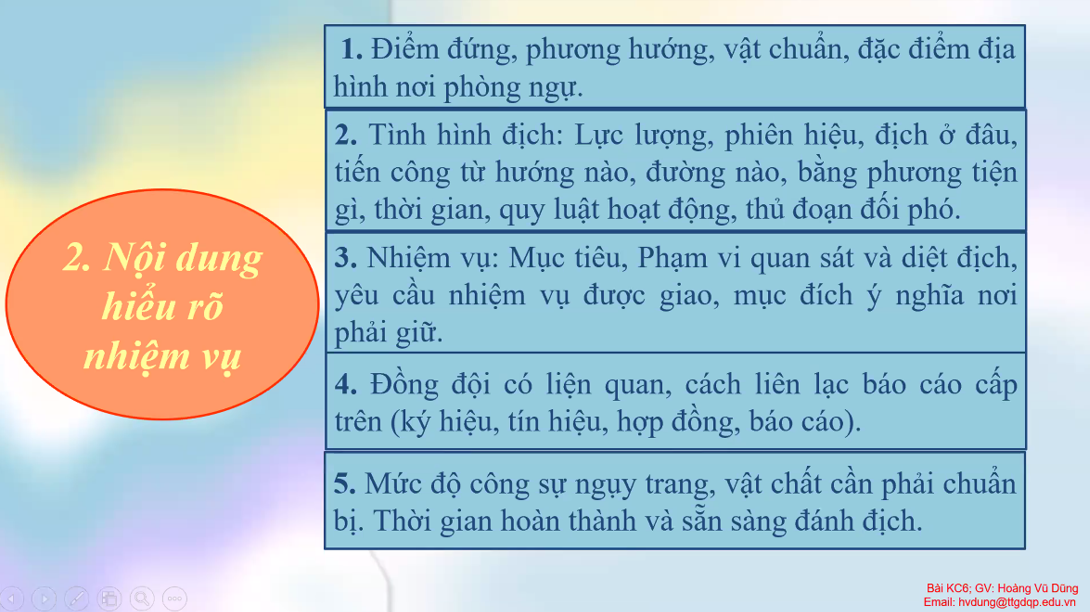 2. Nội dung
hiểu rõ
nhiệm vụ
1. Điểm đứng, phương hướng, vật chuẩn, đặc điểm địa
hình nơi phòng ngự.
2. Tình hình địch: Lực lượng, phiên hiệu, địch ở đâu,
tiến công từ hướng nào, đường nào, bằng phương tiện
gì, thời gian, quy luật hoạt động, thủ đoạn đối phó.
3. Nhiệm vụ: Mục tiêu, Phạm vi quan sát và diệt địch,
yêu cầu nhiệm vụ được giao, mục đích ý nghĩa nơi
phải giữ.
4. Đồng đội có liện quan, cách liên lạc báo cáo cấp
trên (ký hiệu, tín hiệu, hợp đồng, báo cáo).
5. Mức độ công sự ngụy trang, vật chất cần phải chuẩn
bị. Thời gian hoàn thành và sẵn sàng đánh địch.
Bài KC6; GV: Hoàng Vũ Dũng
Email: hvdung@ttgdqp.edu.vn